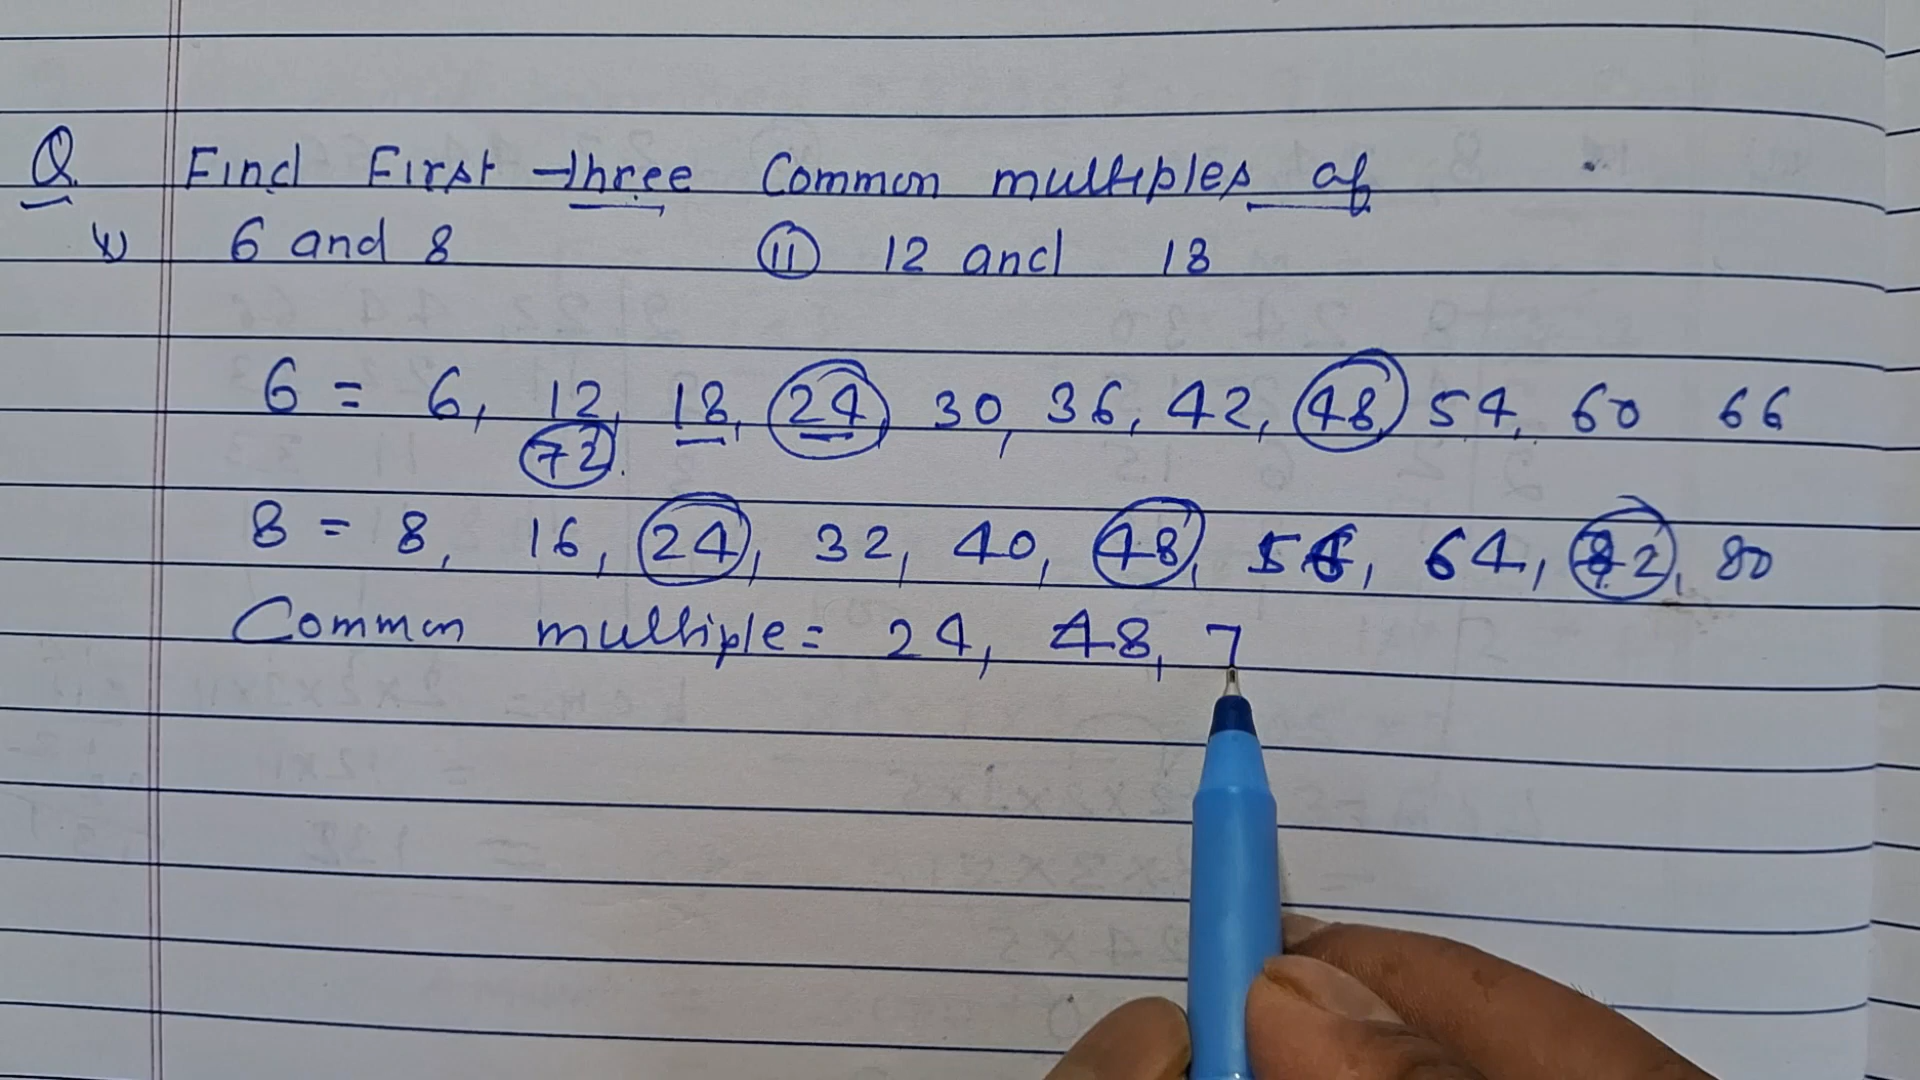 Q Find First three Common multiples of
(i) 6 and 8 (ii) 12 and 18
6 = 6, 12, 18, 24, 30, 36, 42, 48, 54, 60 66
72.
8 = 8, 16, 24, 32, 40, 48, 56, 64, 72, 80
Common multiple = 24, 48, 7